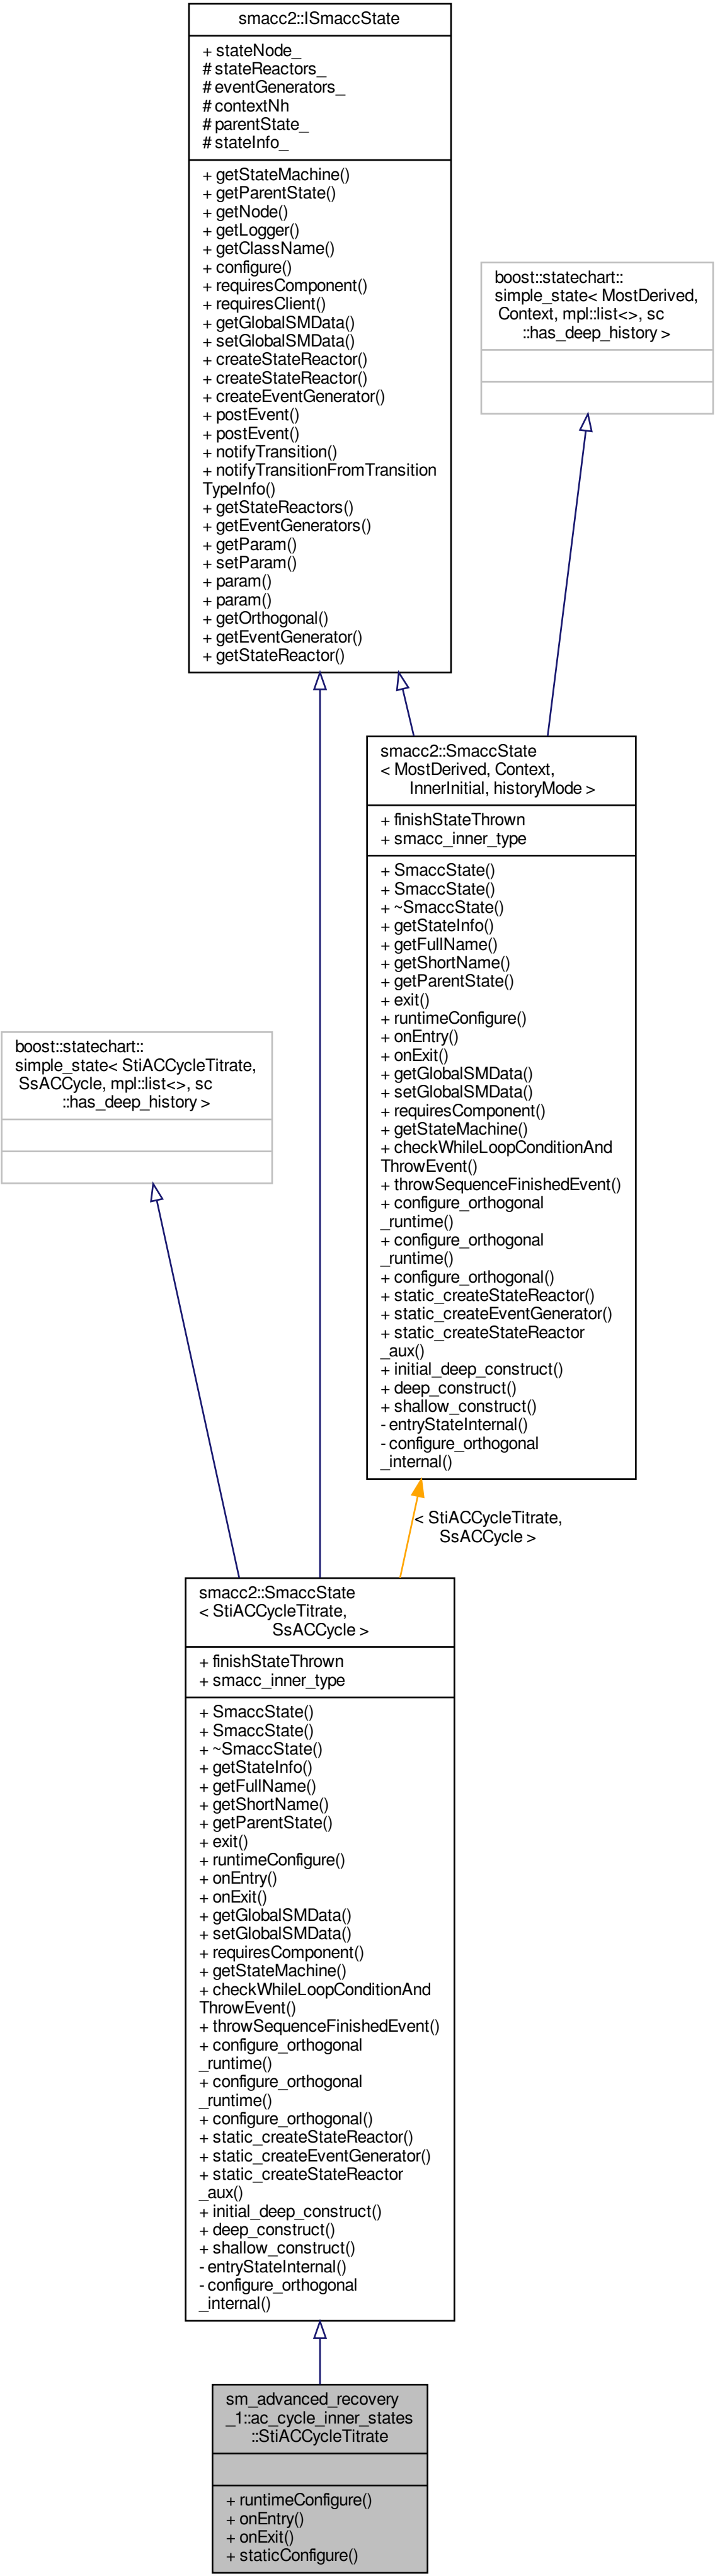 smacc2::ISmaccState
+ stateNode_
# stateReactors_
# eventGenerators_
# contextNh
# parentState_
# stateInfo_
+ getStateMachine()
+ getParentState()
+ getNode()
+ getLogger()
+ getClassName()
+ configure()
+ requiresComponent()
+ requiresClient()
+ getGlobalSMData()
+ setGlobalSMData()
+ createStateReactor()
+ createStateReactor()
+ createEventGenerator()
+ postEvent()
+ postEvent()
+ notifyTransition()
+ notifyTransitionFromTransition
TypeInfo()
+ getStateReactors()
+ getEventGenerators()
+ getParam()
+ setParam()
+ param()
+ param()
+ getOrthogonal()
+ getEventGenerator()
+ getStateReactor()
boost::statechart::
simple_state< MostDerived,
Context, mpl::list<>, sc
::has_deep_history >
smacc2::SmaccState
< MostDerived, Context,
InnerInitial, historyMode >
+ finishStateThrown
+ smacc_inner_type
+ SmaccState()
+ SmaccState()
+ ~SmaccState()
+ getStateInfo()
+ getFullName()
+ getShortName()
+ getParentState()
+ exit()
+ runtimeConfigure()
+ onEntry()
+ onExit()
+ getGlobalSMData()
+ setGlobalSMData()
+ requiresComponent()
+ getStateMachine()
+ checkWhileLoopConditionAnd
ThrowEvent()
+ throwSequenceFinishedEvent()
+ configure_orthogonal
_runtime()
+ configure_orthogonal
_runtime()
+ configure_orthogonal()
+ static_createStateReactor()
+ static_createEventGenerator()
+ static_createStateReactor
_aux()
+ initial_deep_construct()
+ deep_construct()
+ shallow_construct()
- entryStateInternal()
- configure_orthogonal
_internal()
boost::statechart::
simple_state< StiACCycleTitrate,
SsACCycle, mpl::list<>, sc
::has_deep_history >
< StiACCycleTitrate,
SsACCycle >
smacc2::SmaccState
< StiACCycleTitrate,
SsACCycle >
+ finishStateThrown
+ smacc_inner_type
+ SmaccState()
+ SmaccState()
+ ~SmaccState()
+ getStateInfo()
+ getFullName()
+ getShortName()
+ getParentState()
+ exit()
+ runtimeConfigure()
+ onEntry()
+ onExit()
+ getGlobalSMData()
+ setGlobalSMData()
+ requiresComponent()
+ getStateMachine()
+ checkWhileLoopConditionAnd
ThrowEvent()
+ throwSequenceFinishedEvent()
+ configure_orthogonal
_runtime()
+ configure_orthogonal
_runtime()
+ configure_orthogonal()
+ static_createStateReactor()
+ static_createEventGenerator()
+ static_createStateReactor
_aux()
+ initial_deep_construct()
+ deep_construct()
+ shallow_construct()
- entryStateInternal()
- configure_orthogonal
_internal()
sm_advanced_recovery
_1::ac_cycle_inner_states
::StiACCycleTitrate
+ runtimeConfigure()
+ onEntry()
+ onExit()
+ staticConfigure()